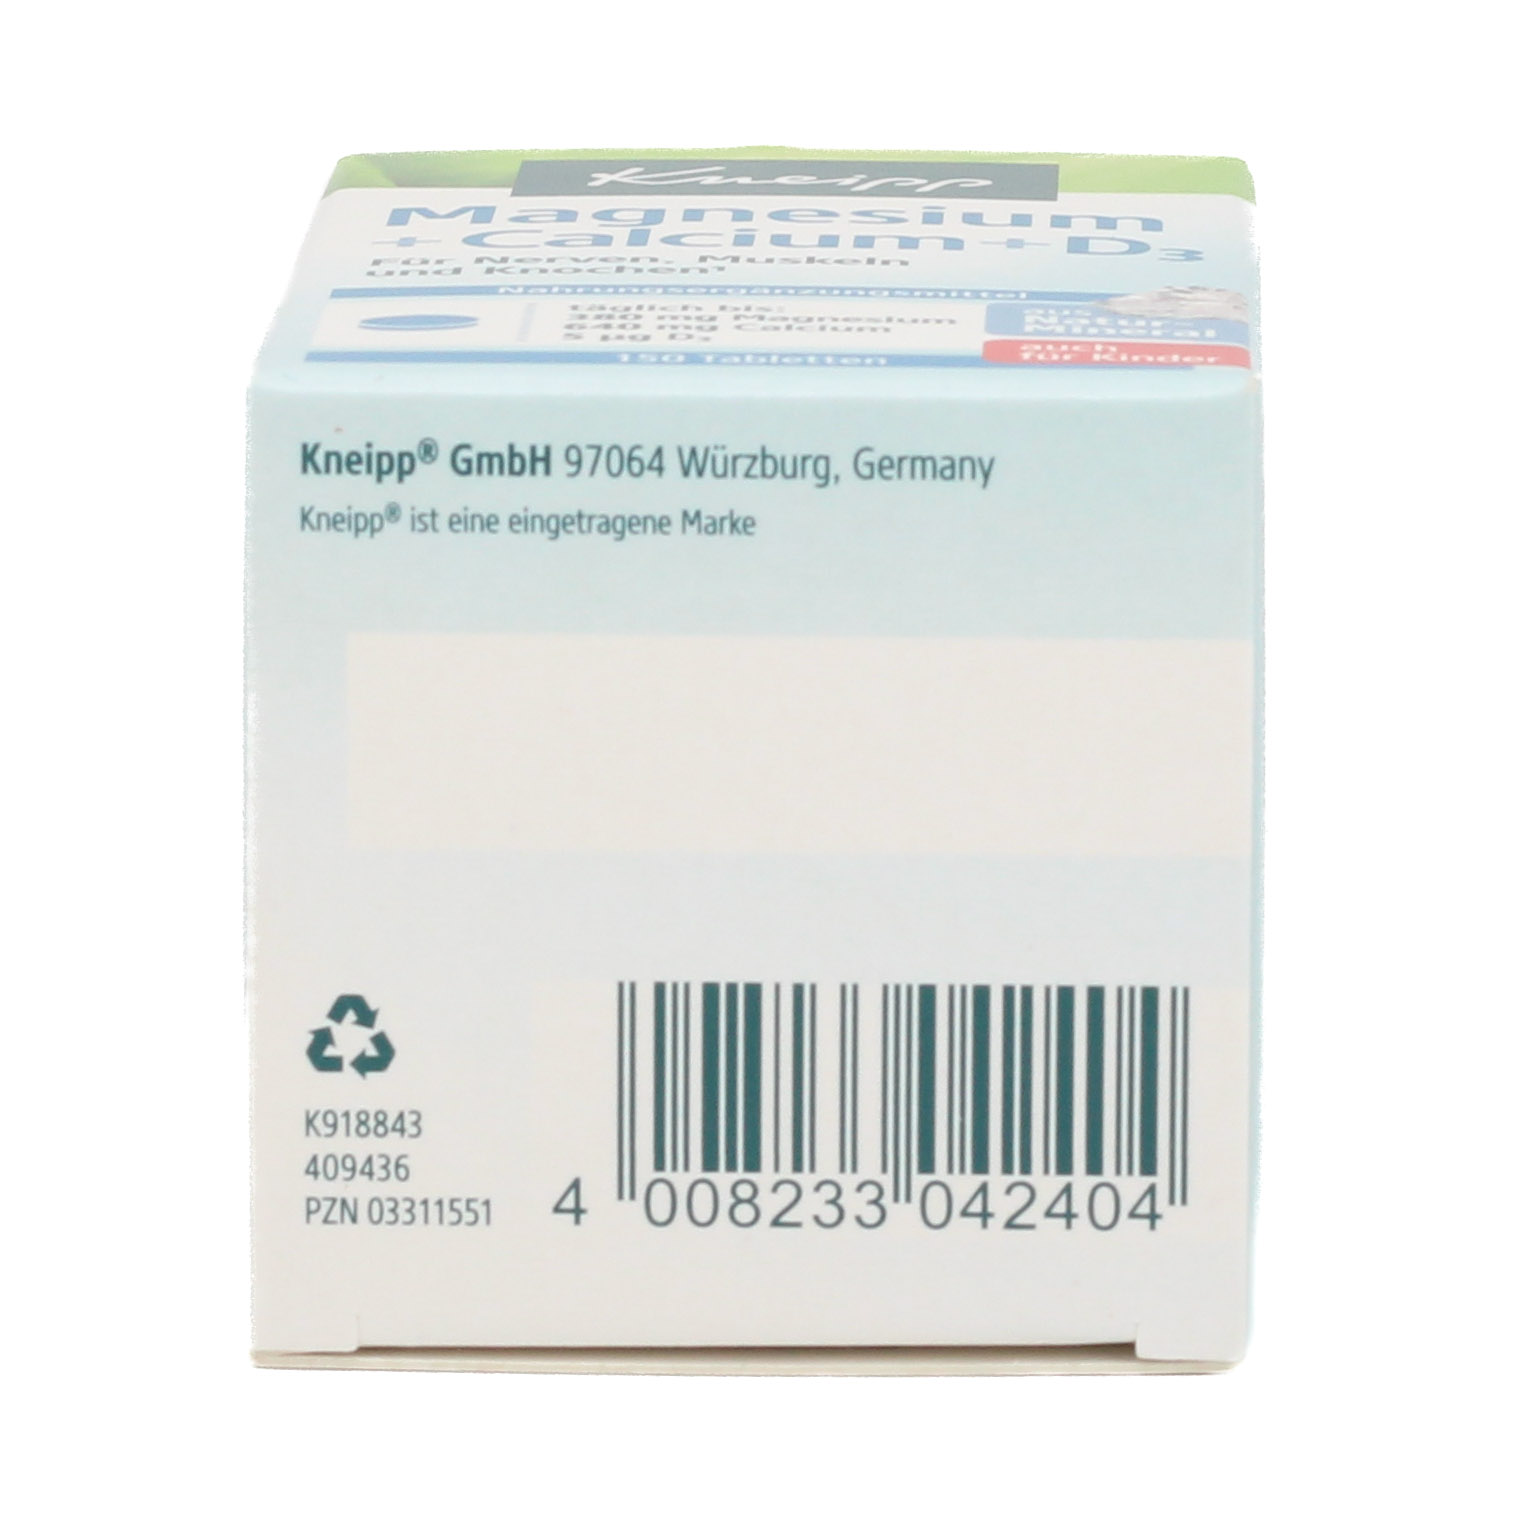 Kneipp
Magnesium
+Calcium+D₃
Für Nerven, Muskeln
und Knochen¹
Nahrungsergänzungsmittel
täglich bis:
380 mg Magnesium
640 mg Calcium
5 µg D₃
aus
Natur-
Mineral
auch
für Kinder
150 Tabletten
Kneipp® GmbH 97064 Würzburg, Germany
Kneipp® ist eine eingetragene Marke
K918843
409436
PZN 03311551
4 008233 042404